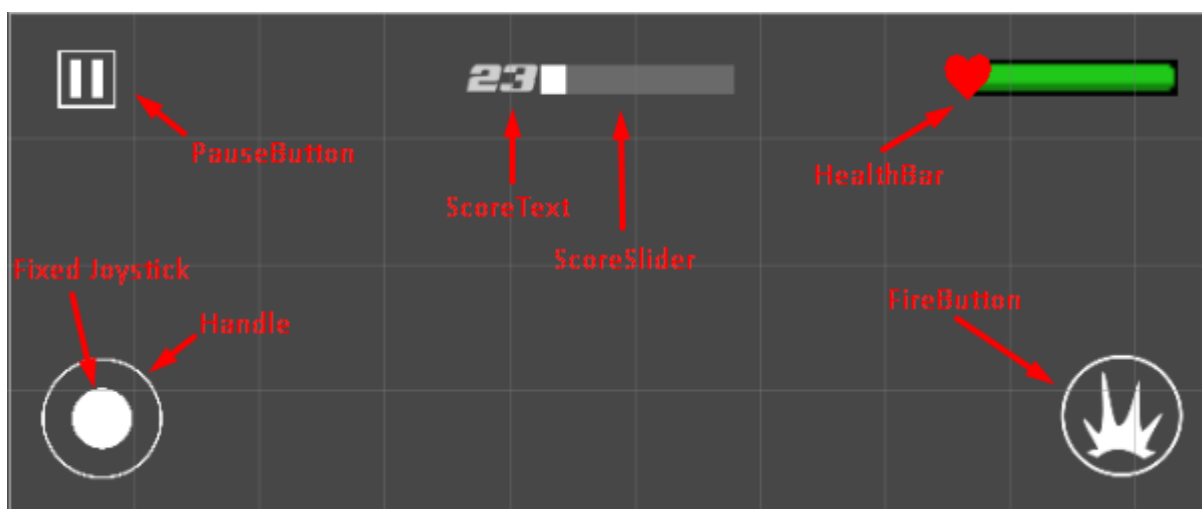 23
PauseButton
HealthBar
ScoreText
ScoreSlider
Fixed Joystick
FireButton
Handle